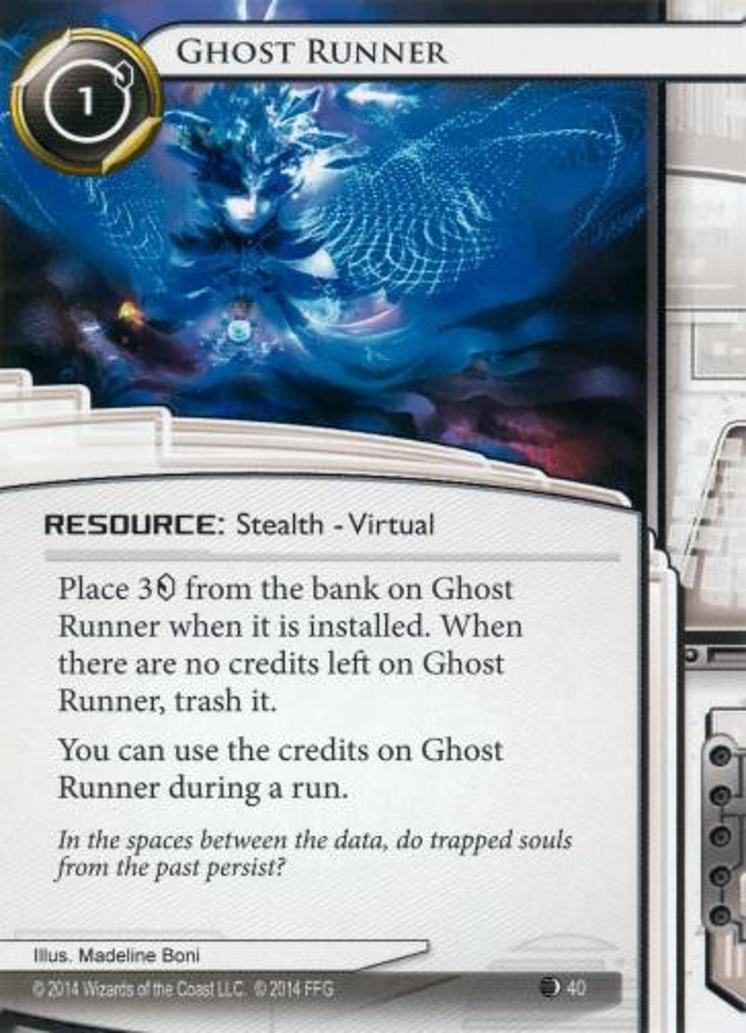 Ghost Runner
1
RESOURCE: Stealth - Virtual
Place 3 from the bank on Ghost
Runner when it is installed. When
there are no credits left on Ghost
Runner, trash it.
You can use the credits on Ghost
Runner during a run.
In the spaces between the data, do trapped souls
from the past persist?
Illus. Madeline Boni
© 2014 Wizards of the Coast LLC. © 2014 FFG
40